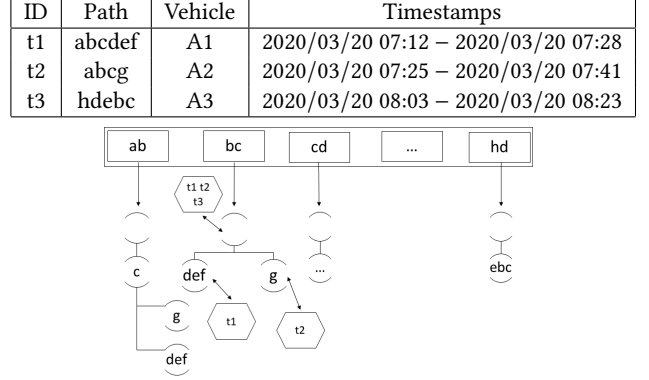 ID Path Vehicle Timestamps
t1 abcdef A1 2020/03/20 07:12 – 2020/03/20 07:28
t2 abcg A2 2020/03/20 07:25 – 2020/03/20 07:41
t3 hdebc A3 2020/03/20 08:03 – 2020/03/20 08:23
ab bc cd ... hd
t1 t2
t3
c def g ... ebc
g t1 t2
def